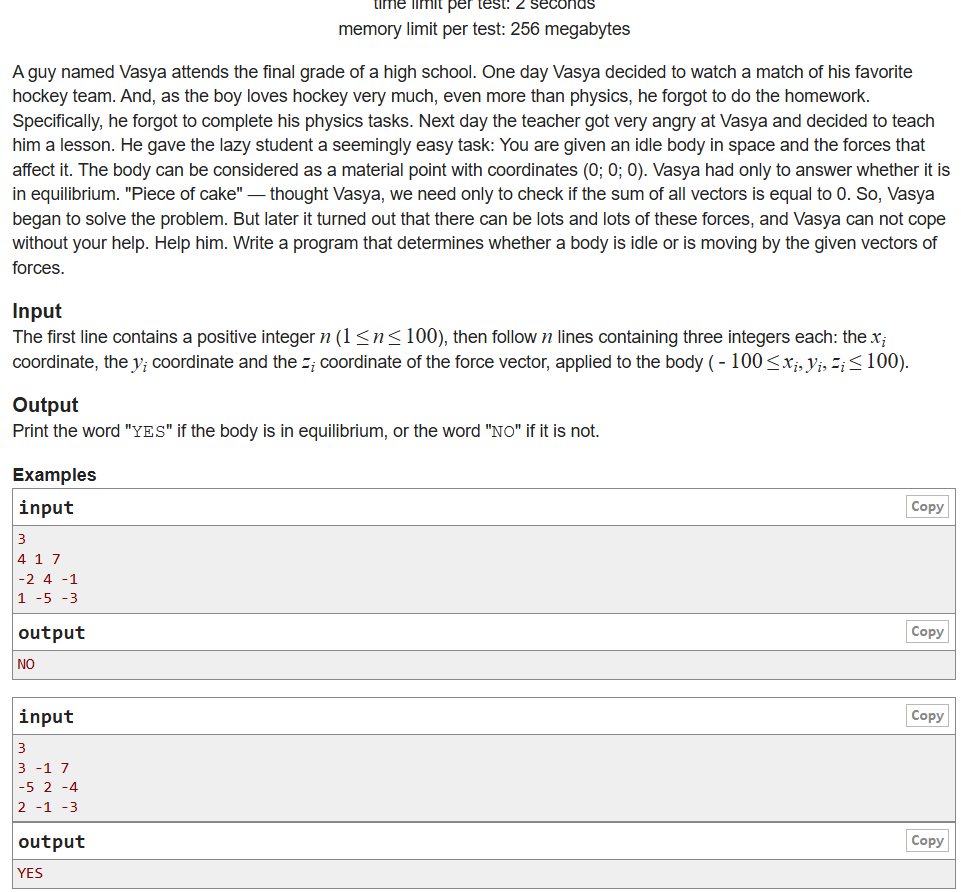 time limit per test: 2 seconds
memory limit per test: 256 megabytes
A guy named Vasya attends the final grade of a high school. One day Vasya decided to watch a match of his favorite
hockey team. And, as the boy loves hockey very much, even more than physics, he forgot to do the homework.
Specifically, he forgot to complete his physics tasks. Next day the teacher got very angry at Vasya and decided to teach
him a lesson. He gave the lazy student a seemingly easy task: You are given an idle body in space and the forces that
affect it. The body can be considered as a material point with coordinates (0; 0; 0). Vasya had only to answer whether it is
in equilibrium. "Piece of cake" — thought Vasya, we need only to check if the sum of all vectors is equal to 0. So, Vasya
began to solve the problem. But later it turned out that there can be lots and lots of these forces, and Vasya can not cope
without your help. Help him. Write a program that determines whether a body is idle or is moving by the given vectors of
forces.
Input
The first line contains a positive integer n (1 ≤ n ≤ 100), then follow n lines containing three integers each: the xᵢ
coordinate, the yᵢ coordinate and the zᵢ coordinate of the force vector, applied to the body ( - 100 ≤ xᵢ, yᵢ, zᵢ ≤ 100).
Output
Print the word "YES" if the body is in equilibrium, or the word "NO" if it is not.
Examples
input Copy
3
4 1 7
-2 4 -1
1 -5 -3
output Copy
NO
input Copy
3
3 -1 7
-5 2 -4
2 -1 -3
output Copy
YES